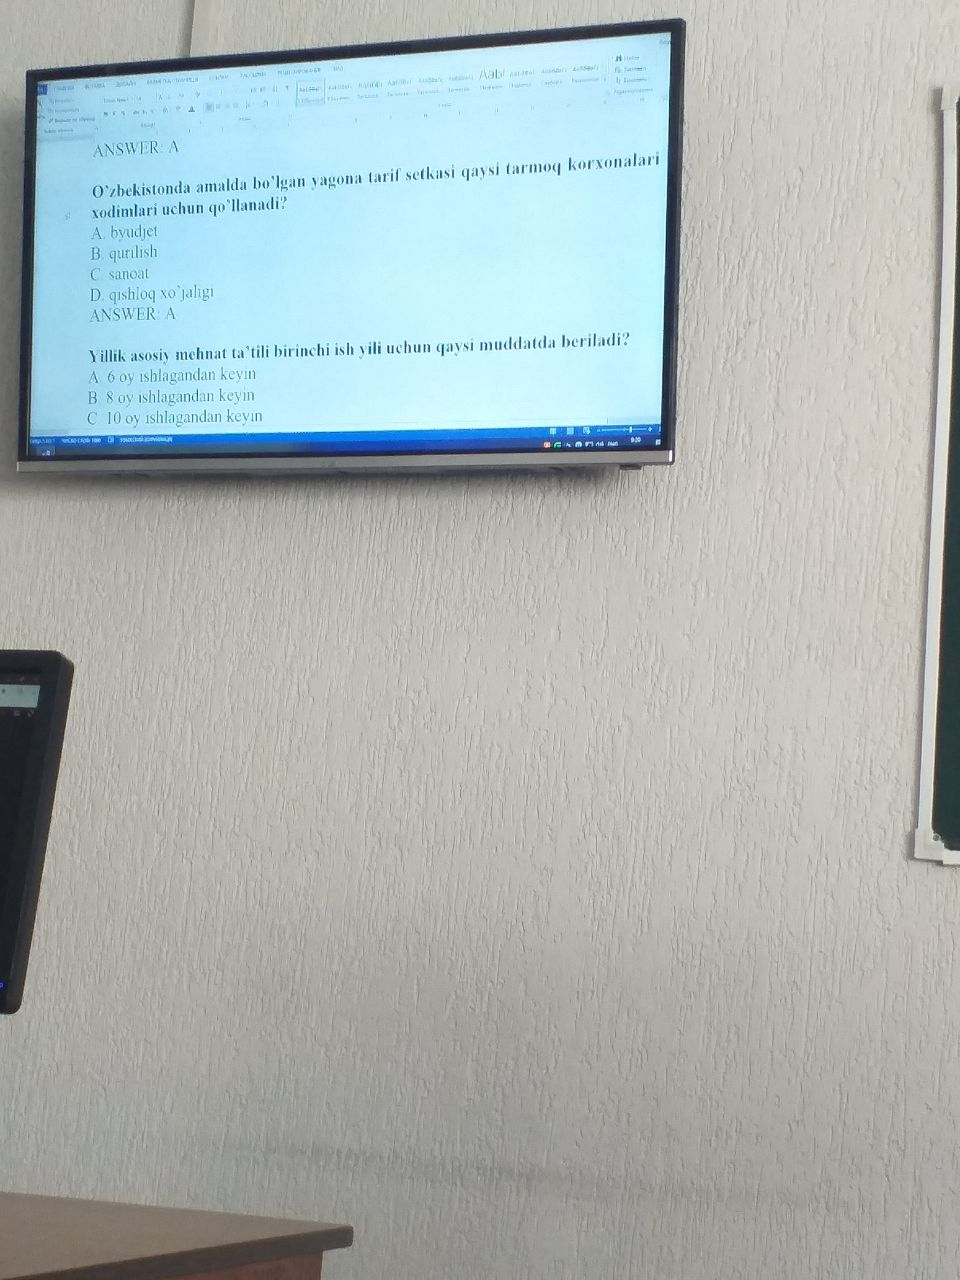 ANSWER: A
O'zbekistonda amalda bo'lgan yagona tarif setkasi qaysi tarmoq korxonalari
xodimlari uchun qo'llanadi?
A. byudjet
B. qurilish
C. sanoat
D. qishloq xo`jaligi
ANSWER: A
Yillik asosiy mehnat ta'tili birinchi ish yili uchun qaysi muddatda beriladi?
A. 6 oy ishlagandan keyin
B. 8 oy ishlagandan keyin
C. 10 oy ishlagandan keyin
9:20